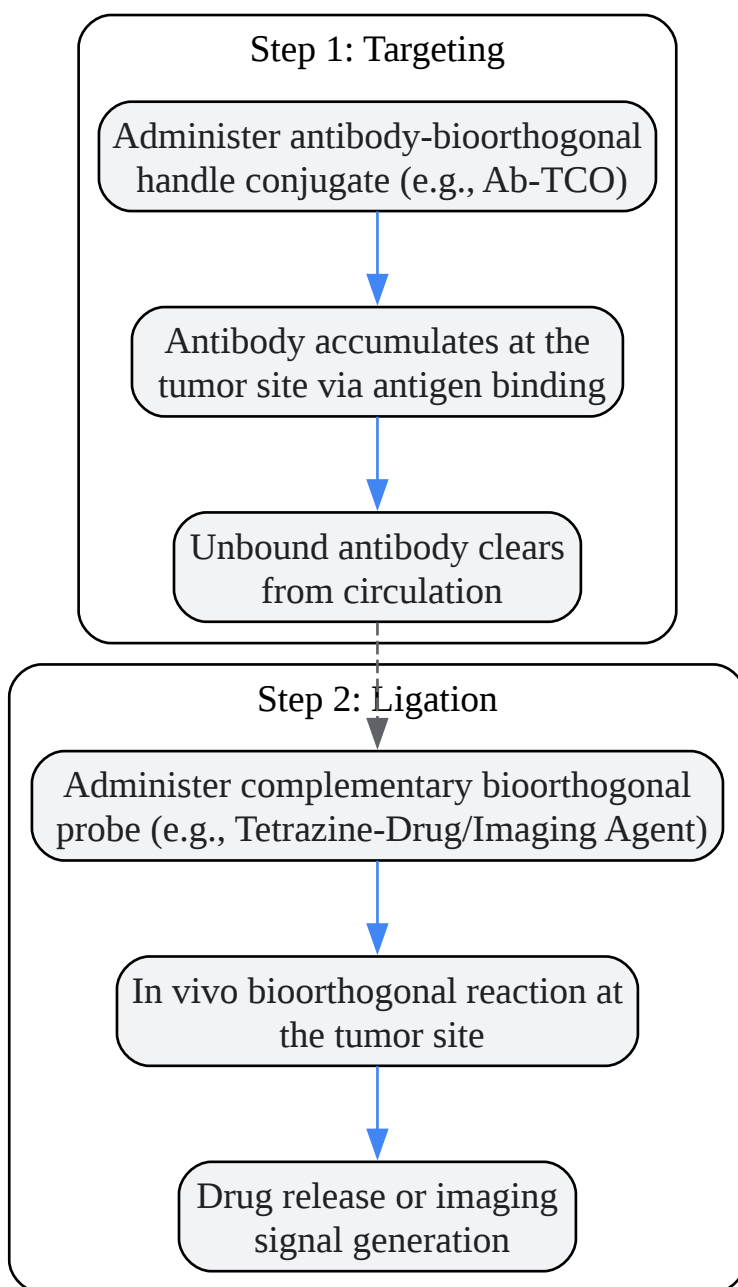 Step 1: Targeting
Administer antibody-bioorthogonal
handle conjugate (e.g., Ab-TCO)
Antibody accumulates at the
tumor site via antigen binding
Unbound antibody clears
from circulation
Step 2: Ligation
Administer complementary bioorthogonal
probe (e.g., Tetrazine-Drug/Imaging Agent)
In vivo bioorthogonal reaction at
the tumor site
Drug release or imaging
signal generation